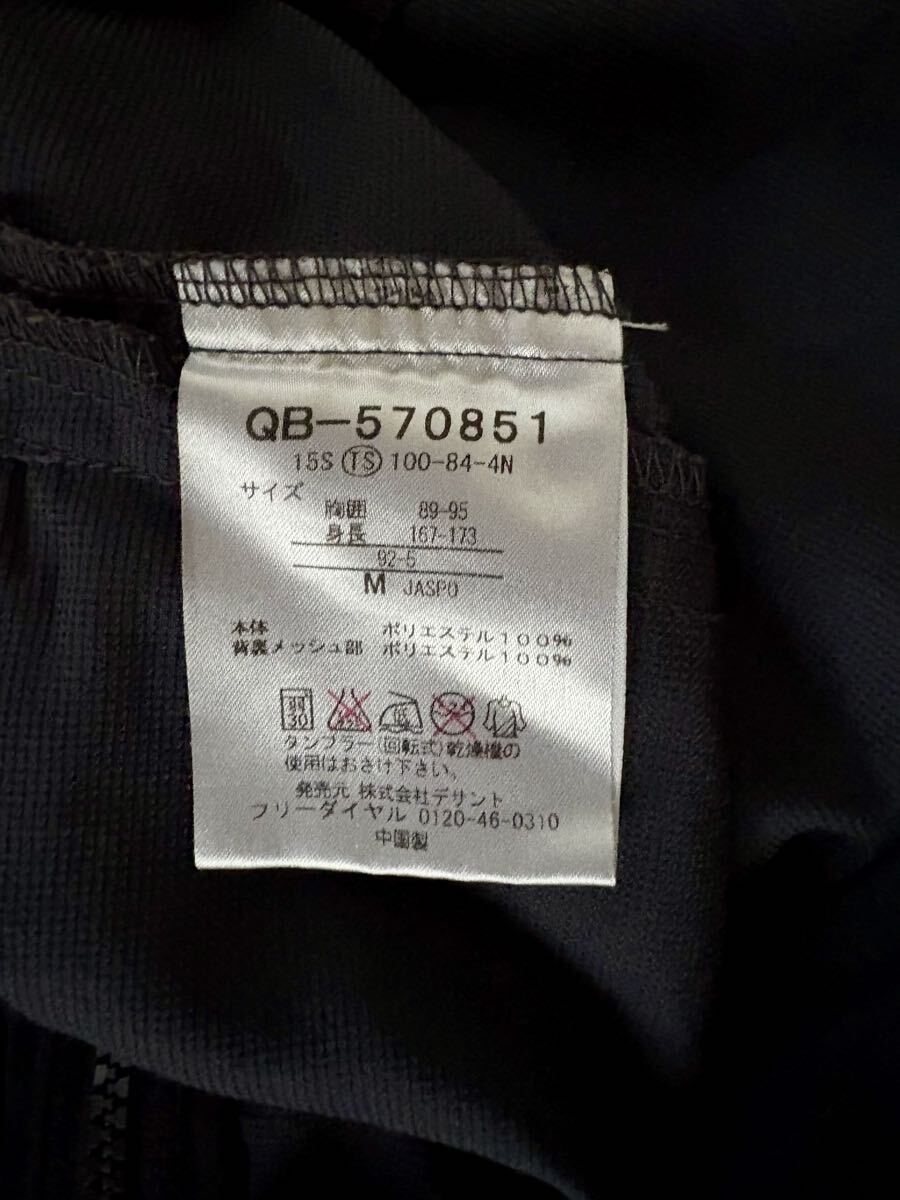 QB-570851
15S TS 100-84-4N
サイズ
胸囲 89-95
身長 167-173
92-5
M JASPO
本体 ポリエステル100%
背裏メッシュ部 ポリエステル100%
30
タンブラー(回転式)乾燥機の
使用はおさけ下さい。
発売元 株式会社デサント
フリーダイヤル 0120-46-0310
中国製